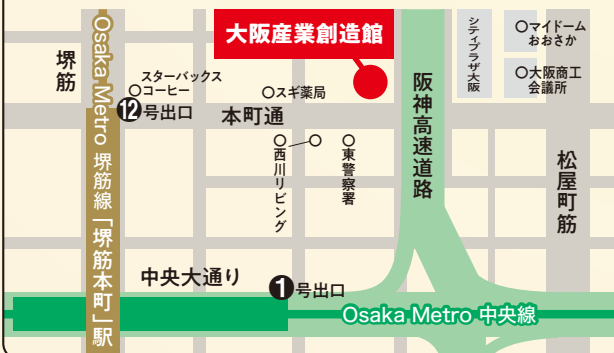 大阪産業創造館
堺筋
Osaka Metro 堺筋線「堺筋本町」駅
スターバックス
コーヒー
⓬号出口
本町通
スギ薬局
西川リビング
東警察署
阪神高速道路
シティプラザ大阪
マイドーム
おおさか
大阪商工
会議所
松屋町筋
中央大通り
❶号出口
Osaka Metro 中央線